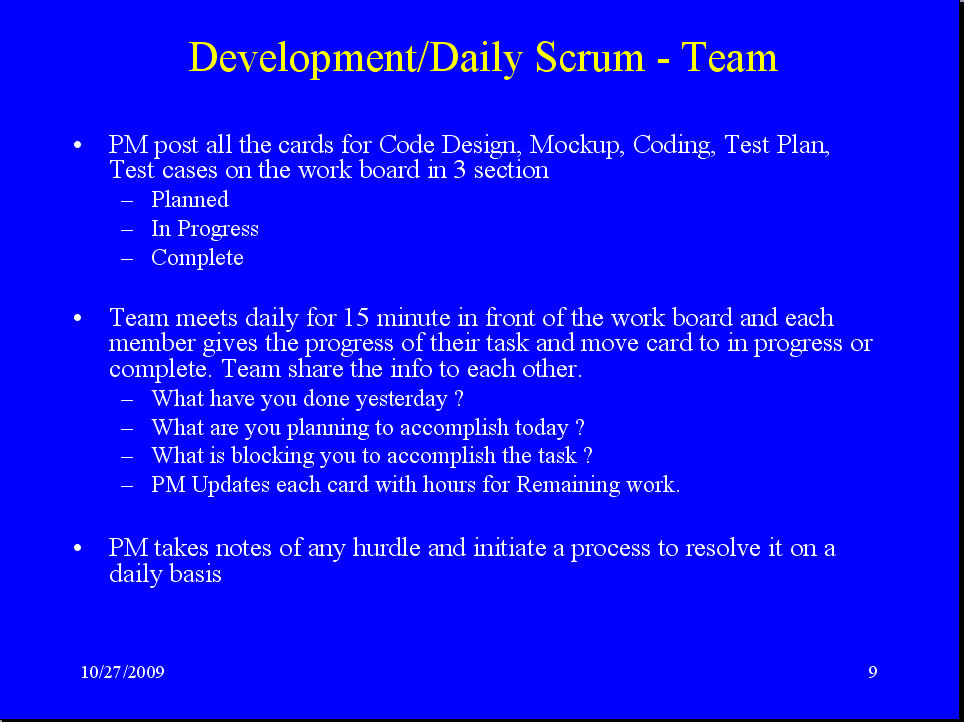 Development/Daily Scrum - Team
• PM post all the cards for Code Design, Mockup, Coding, Test Plan,
Test cases on the work board in 3 section
– Planned
– In Progress
– Complete
• Team meets daily for 15 minute in front of the work board and each
member gives the progress of their task and move card to in progress or
complete. Team share the info to each other.
– What have you done yesterday ?
– What are you planning to accomplish today ?
– What is blocking you to accomplish the task ?
– PM Updates each card with hours for Remaining work.
• PM takes notes of any hurdle and initiate a process to resolve it on a
daily basis
10/27/2009 9